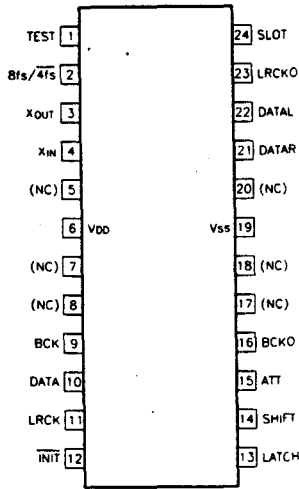 TEST 1 24 SLOT
8fs/4fs 2 23 LRCKO
XOUT 3 22 DATAL
XIN 4 21 DATAR
(NC) 5 20 (NC)
6 VDD VSS 19
(NC) 7 18 (NC)
(NC) 8 17 (NC)
BCK 9 16 BCKO
DATA 10 15 ATT
LRCK 11 14 SHIFT
INIT 12 13 LATCH